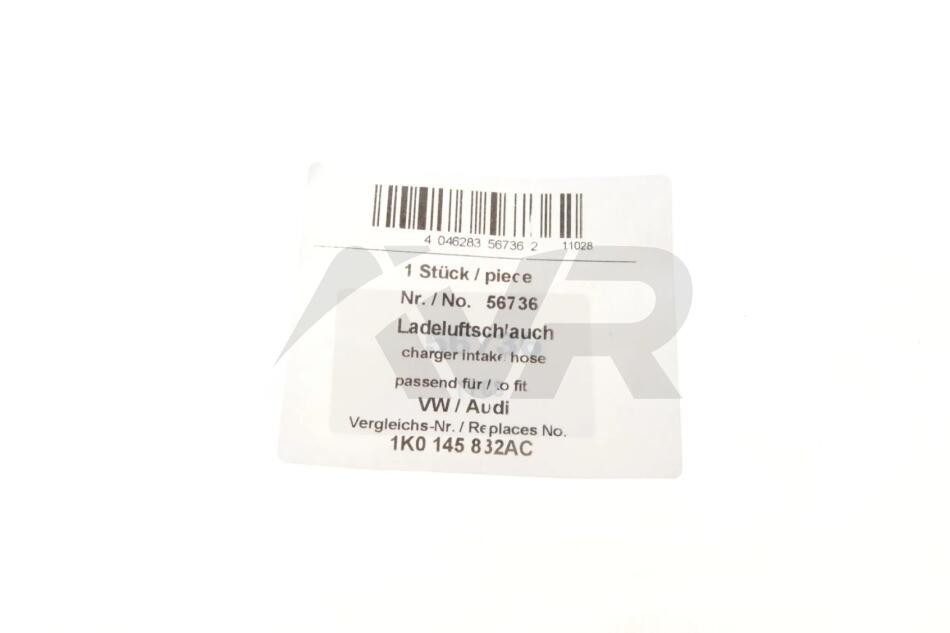 4 046283 567362 11028
1 Stück / piece
Nr. / No. 56736
Ladeluftschlauch
charger intake hose
passend für / to fit
VW / Audi
Vergleichs-Nr. / Replaces No.
1K0 145 832AC
56736